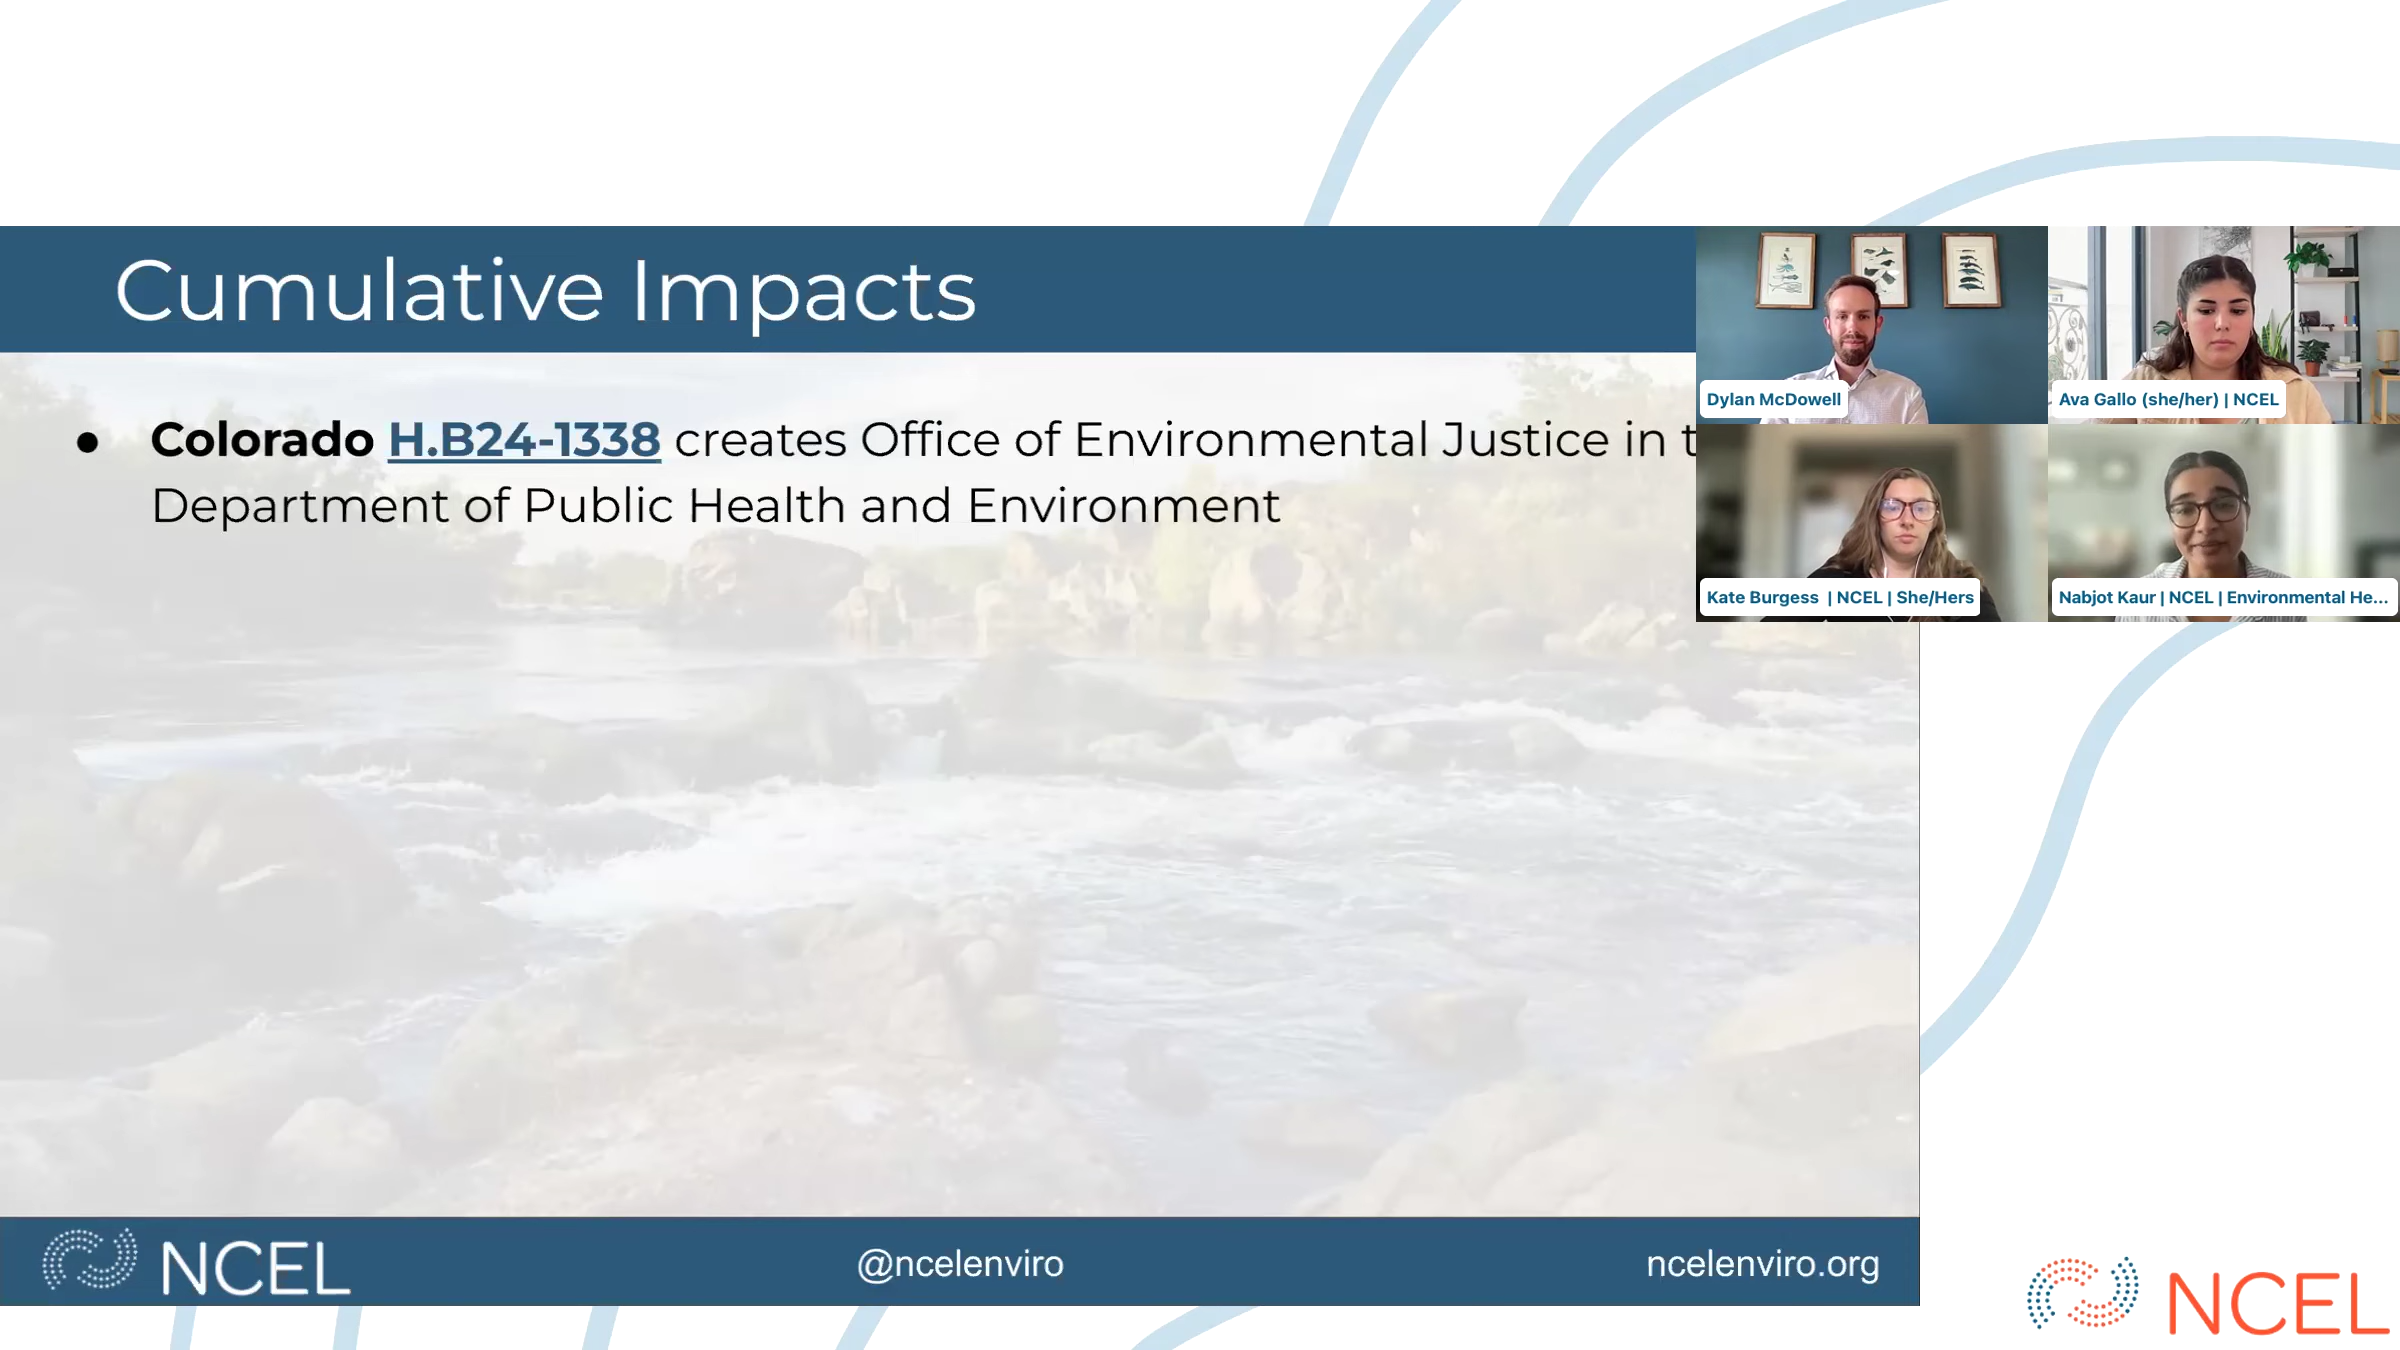 Cumulative Impacts
● Colorado H.B24-1338 creates Office of Environmental Justice in t
Department of Public Health and Environment
Dylan McDowell
Ava Gallo (she/her) | NCEL
Kate Burgess | NCEL | She/Hers
Nabjot Kaur | NCEL | Environmental He...
NCEL
@ncelenviro
ncelenviro.org
NCEL